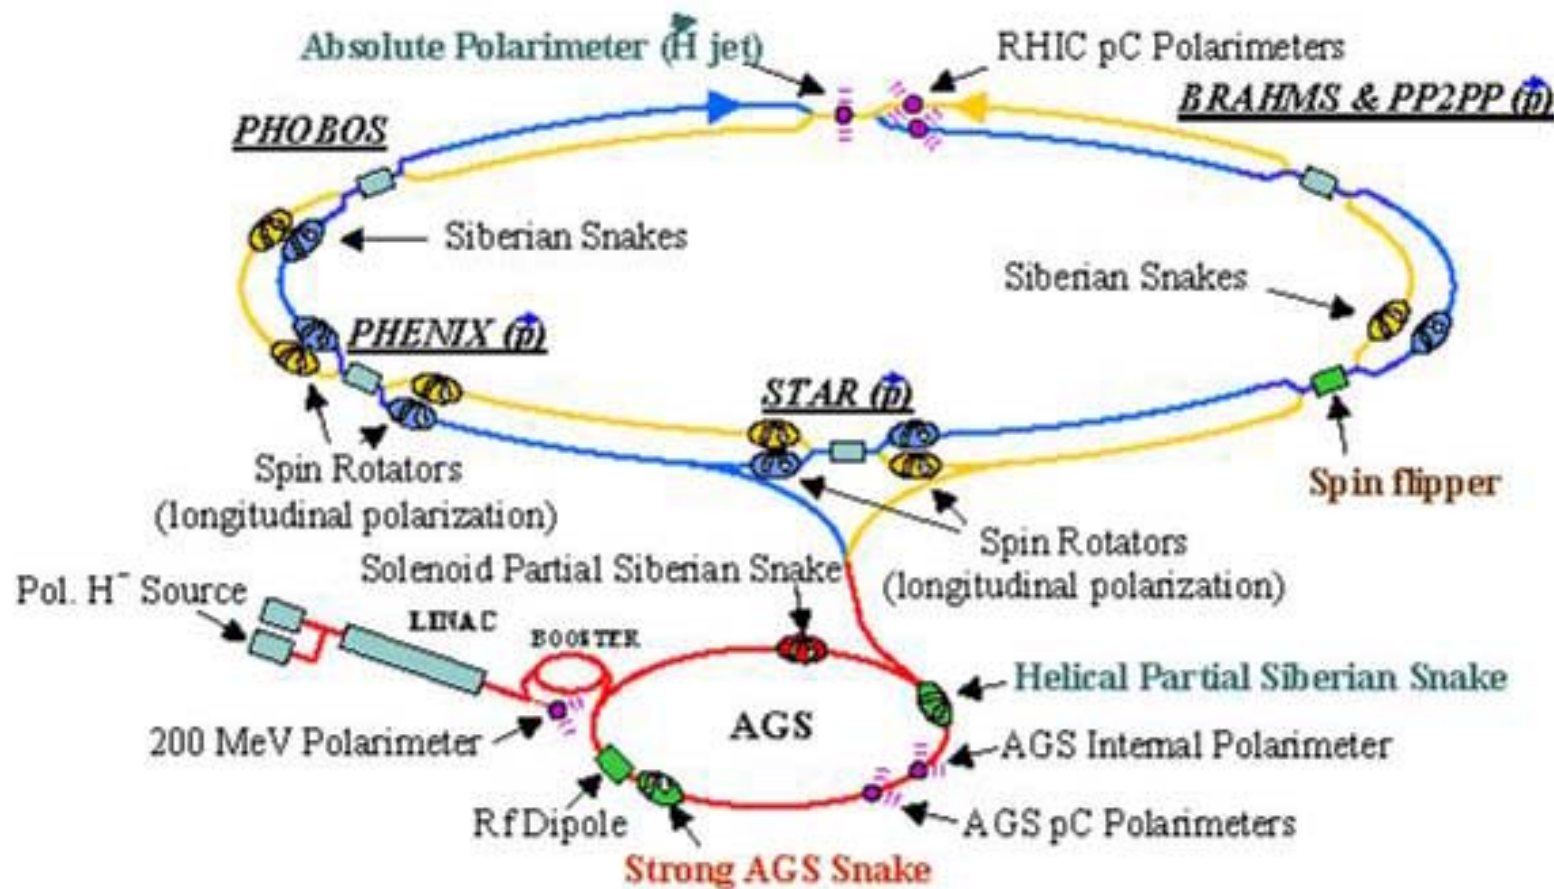 Absolute Polarimeter (H jet)
RHIC pC Polarimeters
BRAHMS & PP2PP (p)
PHOBOS
Siberian Snakes
Siberian Snakes
PHENIX (p)
STAR (p)
Spin Rotators
(longitudinal polarization)
Spin flipper
Spin Rotators
(longitudinal polarization)
Solenoid Partial Siberian Snake
Pol. H⁻ Source
LINAC
BOOSTER
Helical Partial Siberian Snake
AGS
200 MeV Polarimeter
AGS Internal Polarimeter
Rf Dipole
AGS pC Polarimeters
Strong AGS Snake